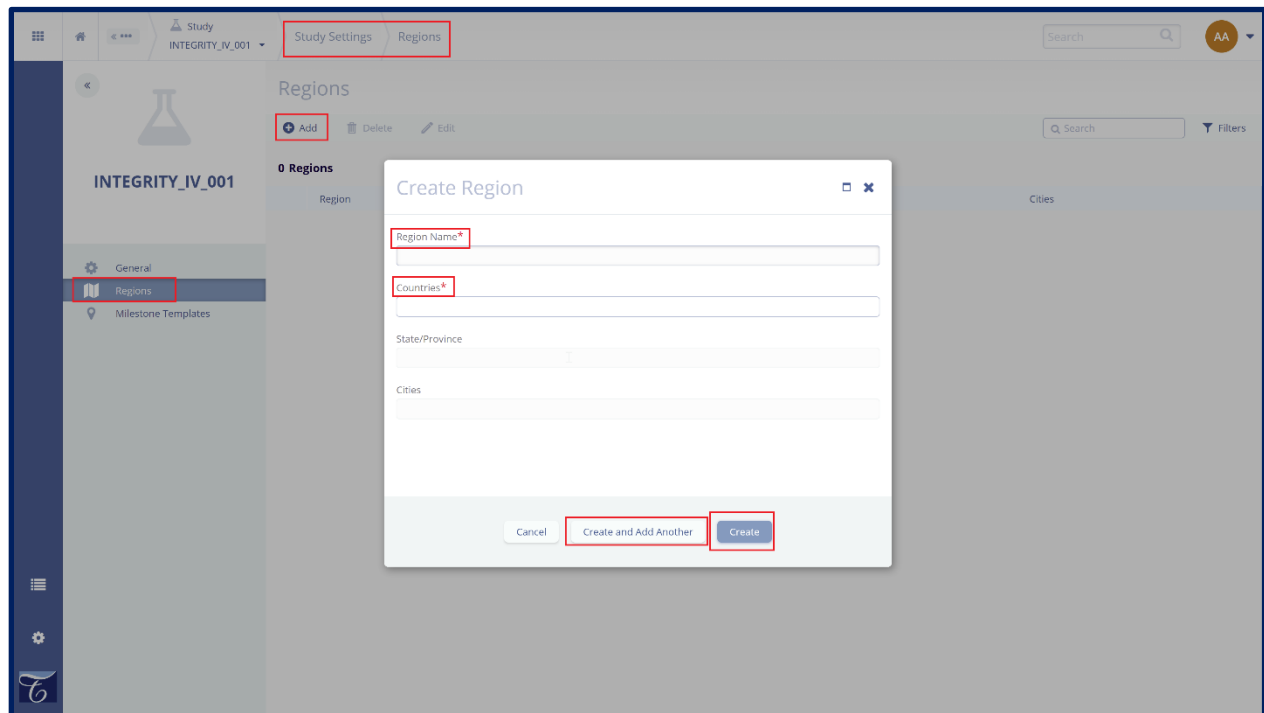 Study
INTEGRITY_IV_001
Study Settings
Regions
Search
AA
Regions
Add
Delete
Edit
Search
Filters
INTEGRITY_IV_001
0 Regions
Region
Cities
General
Regions
Milestone Templates
Create Region
Region Name*
Countries*
State/Province
Cities
Cancel
Create and Add Another
Create